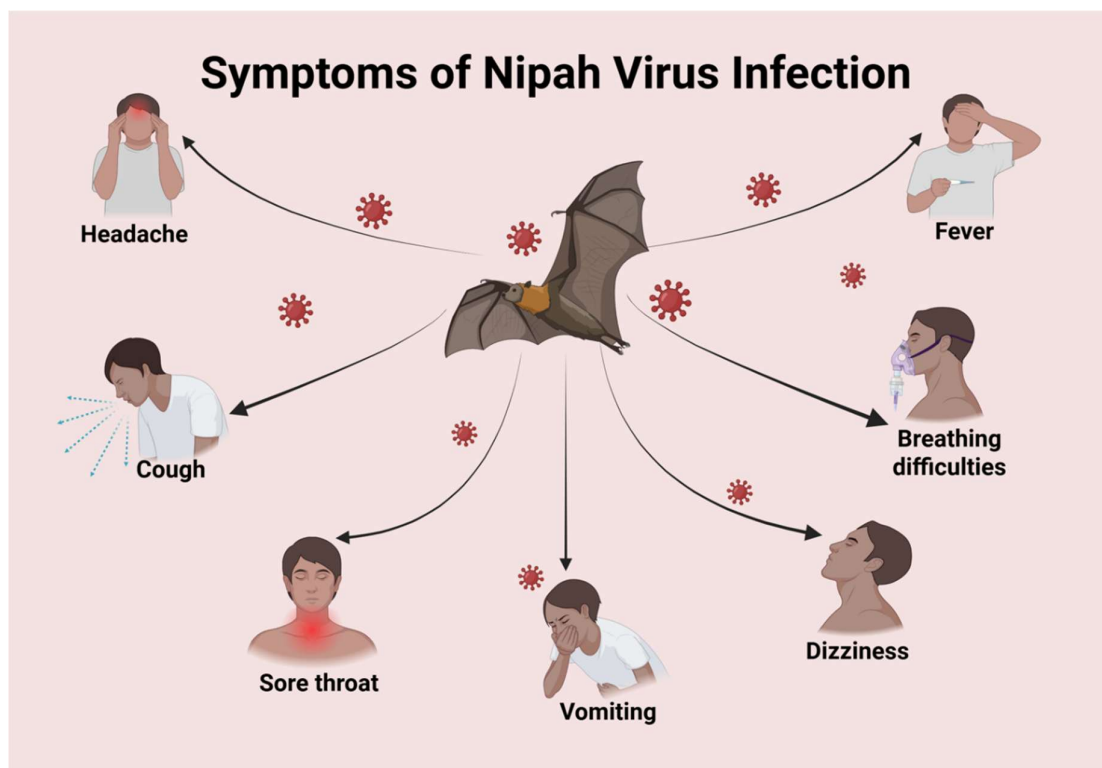 Symptoms of Nipah Virus Infection
Headache
Fever
Cough
Breathing
difficulties
Sore throat
Vomiting
Dizziness